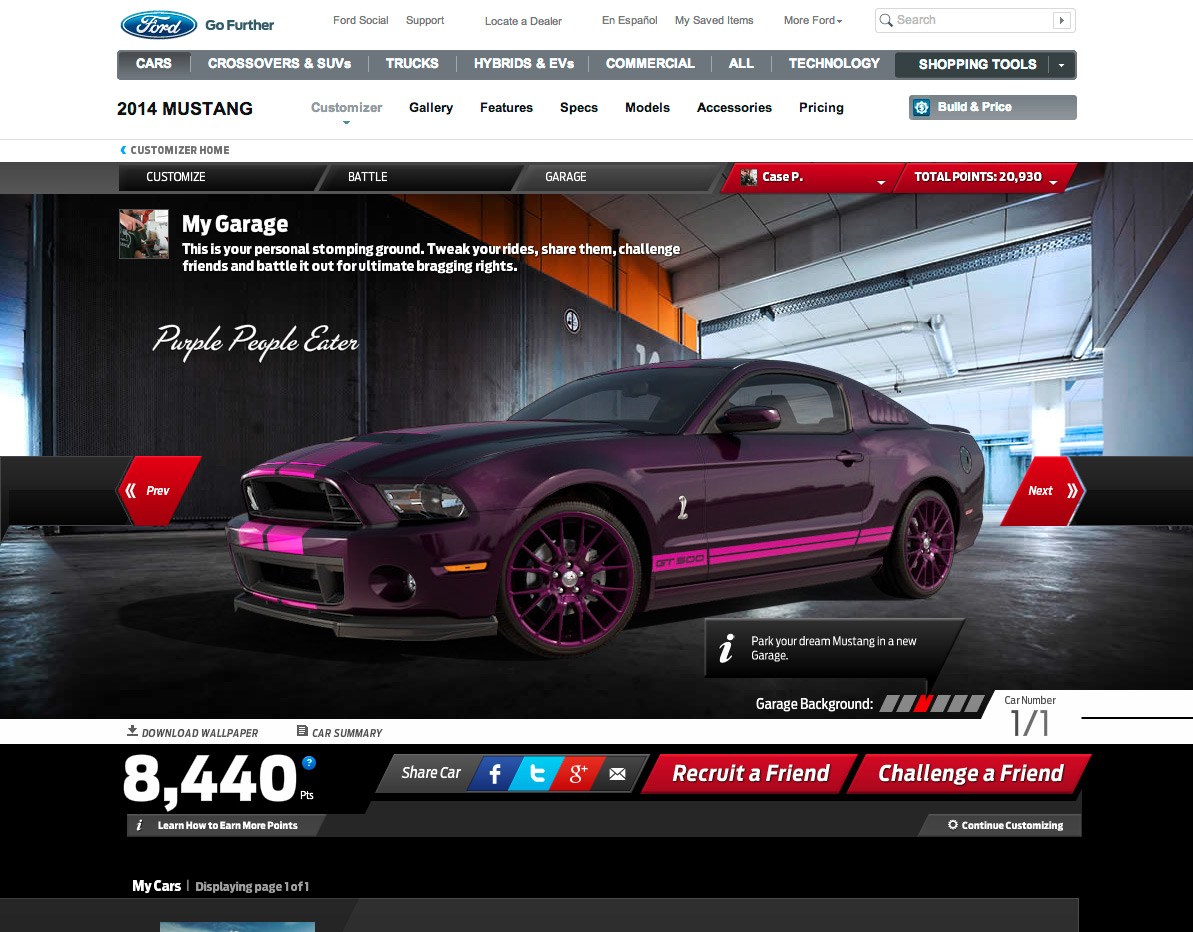 Ford Go Further
Ford Social Support Locate a Dealer En Español My Saved Items More Ford Search
CARS CROSSOVERS & SUVs TRUCKS HYBRIDS & EVs COMMERCIAL ALL TECHNOLOGY SHOPPING TOOLS
2014 MUSTANG Customizer Gallery Features Specs Models Accessories Pricing Build & Price
CUSTOMIZER HOME
CUSTOMIZE BATTLE GARAGE Case P. TOTAL POINTS: 20,930
My Garage
This is your personal stomping ground. Tweak your rides, share them, challenge
friends and battle it out for ultimate bragging rights.
49
Purple People Eater
Prev
Next
GT 500
Park your dream Mustang in a new
Garage.
Garage Background:
Car Number
1/1
DOWNLOAD WALLPAPER CAR SUMMARY
8,440 Pts ?
Share Car f t g+ Recruit a Friend Challenge a Friend
i Learn How to Earn More Points Continue Customizing
My Cars | Displaying page 1 of 1